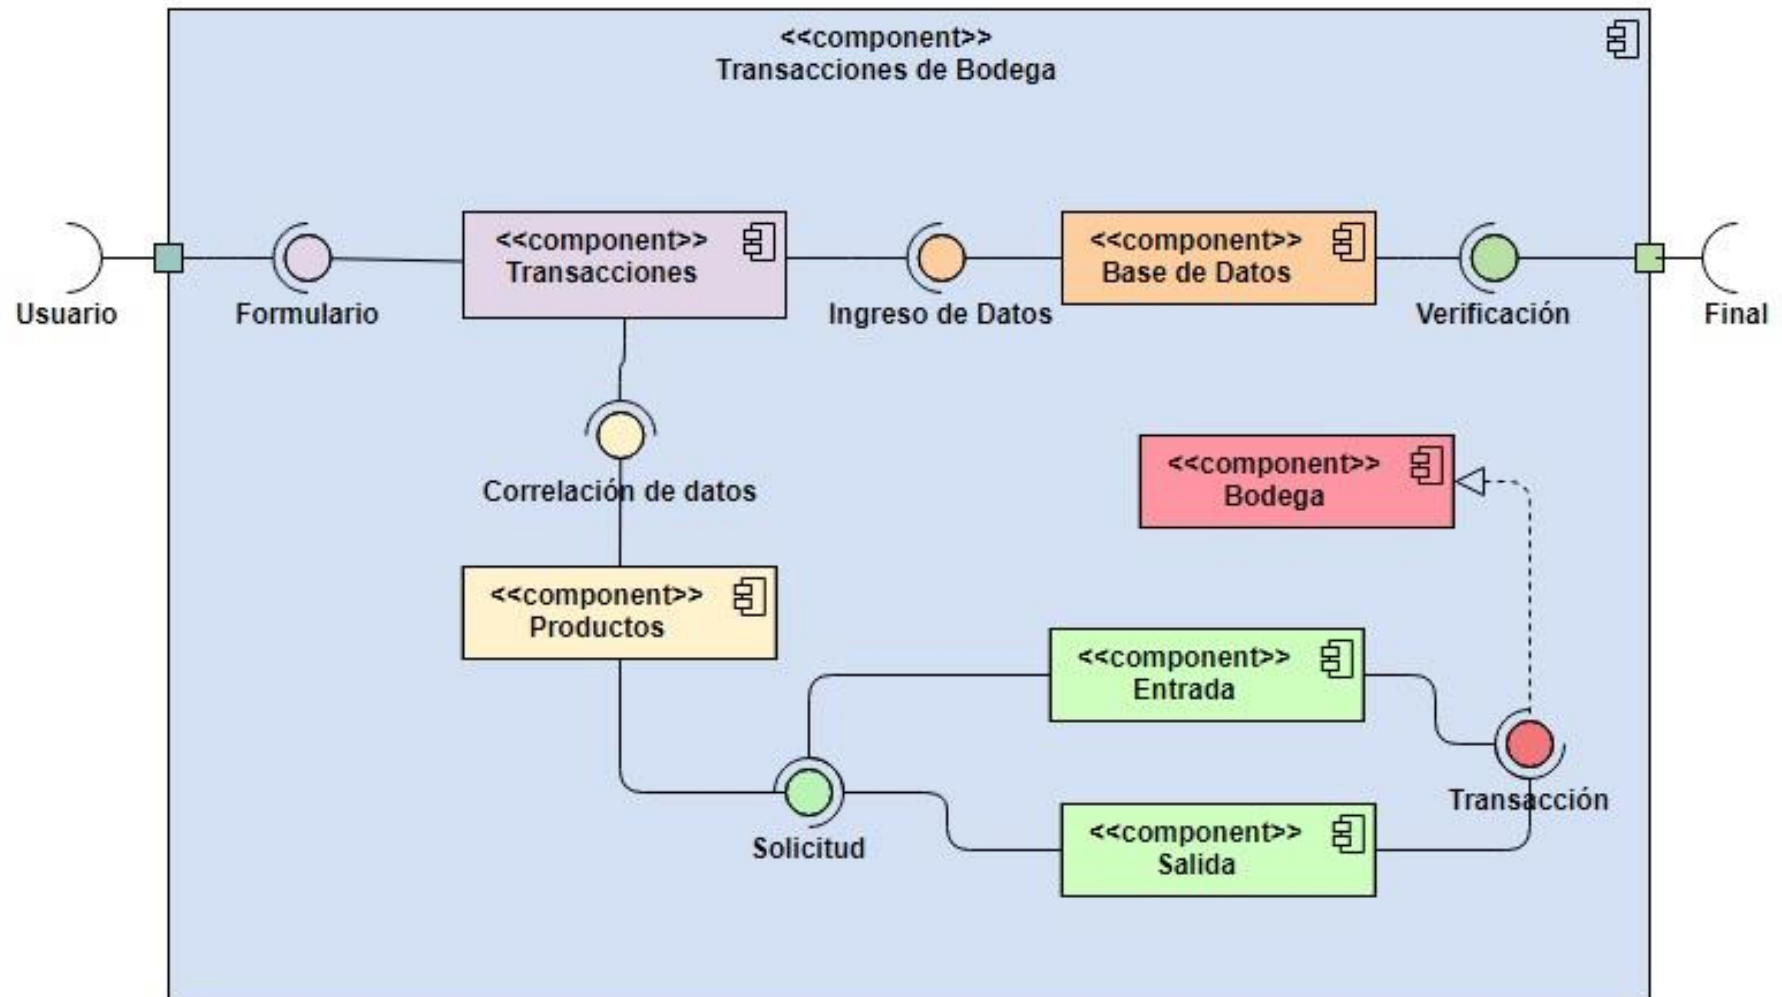 <<component>>
Transacciones de Bodega
<<component>>
Transacciones
<<component>>
Base de Datos
Usuario
Formulario
Ingreso de Datos
Verificación
Final
<<component>>
Bodega
Correlación de datos
<<component>>
Productos
<<component>>
Entrada
Transacción
<<component>>
Salida
Solicitud